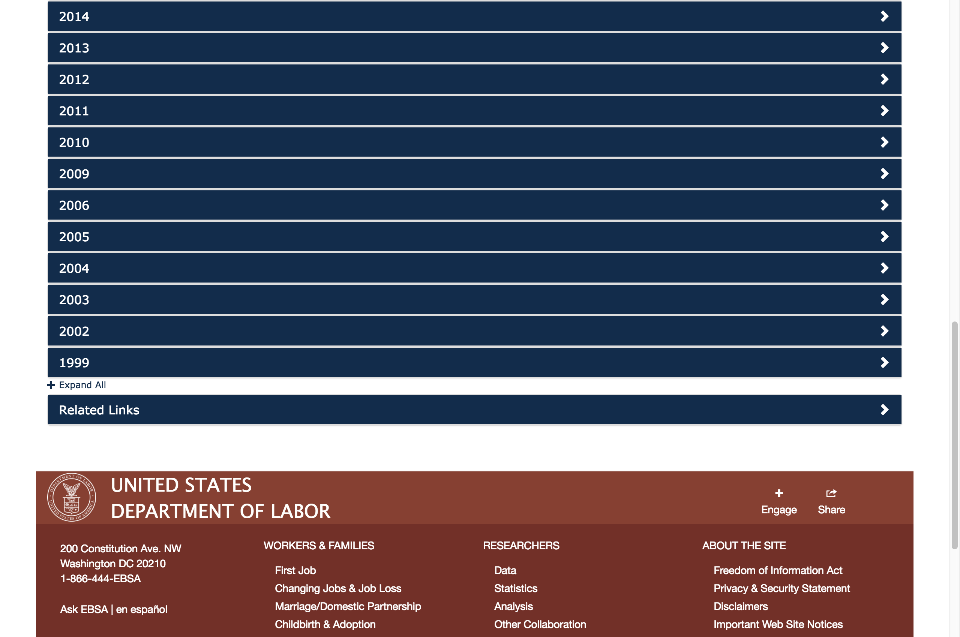 2014
2013
2012
2011
2010
2009
2006
2005
2004
2003
2002
1999
Expand All
Related Links
UNITED STATES
DEPARTMENT OF LABOR
Engage
Share
200 Constitution Ave. NW
Washington DC 20210
1-866-444-EBSA
Ask EBSA | en español
WORKERS & FAMILIES
First Job
Changing Jobs & Job Loss
Marriage/Domestic Partnership
Childbirth & Adoption
RESEARCHERS
Data
Statistics
Analysis
Other Collaboration
ABOUT THE SITE
Freedom of Information Act
Privacy & Security Statement
Disclaimers
Important Web Site Notices